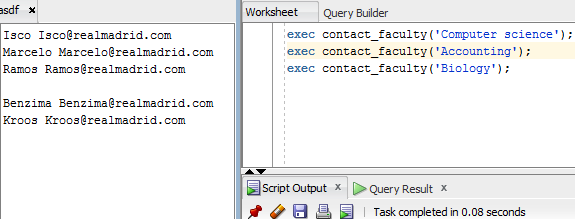 asdf x
Isco Isco@realmadrid.com
Marcelo Marcelo@realmadrid.com
Ramos Ramos@realmadrid.com
Benzima Benzima@realmadrid.com
Kroos Kroos@realmadrid.com
Worksheet Query Builder
exec contact_faculty('Computer science');
exec contact_faculty('Accounting');
exec contact_faculty('Biology');
Script Output x Query Result x
Task completed in 0.08 seconds